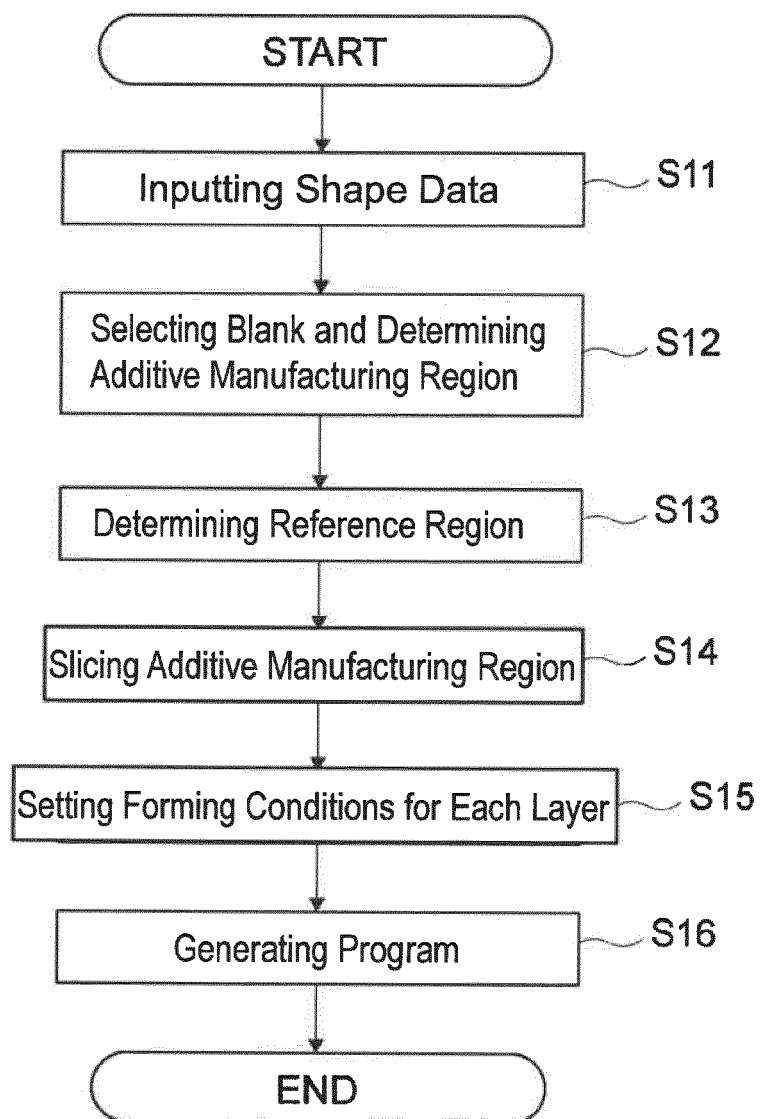 START
Inputting Shape Data
S11
Selecting Blank and Determining
Additive Manufacturing Region
S12
Determining Reference Region
S13
Slicing Additive Manufacturing Region
S14
Setting Forming Conditions for Each Layer
S15
Generating Program
S16
END